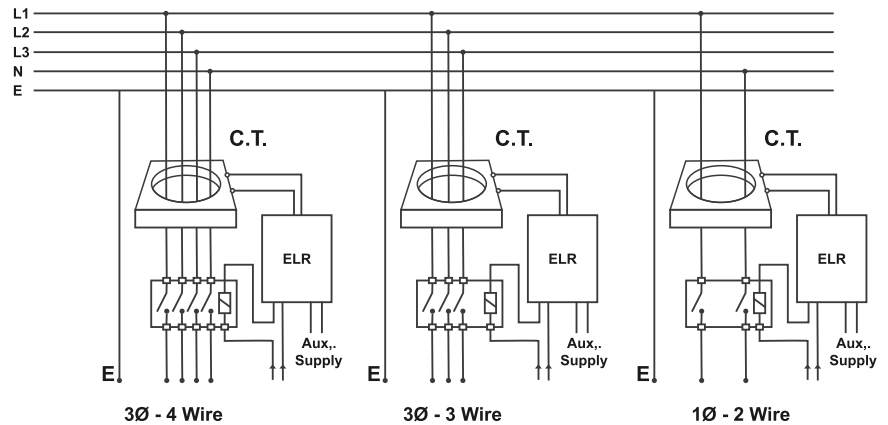 L1
L2
L3
N
E
C.T.
C.T.
C.T.
ELR
ELR
ELR
Aux,.
Supply
Aux,.
Supply
Aux,.
Supply
E
E
E
3Ø - 4 Wire
3Ø - 3 Wire
1Ø - 2 Wire